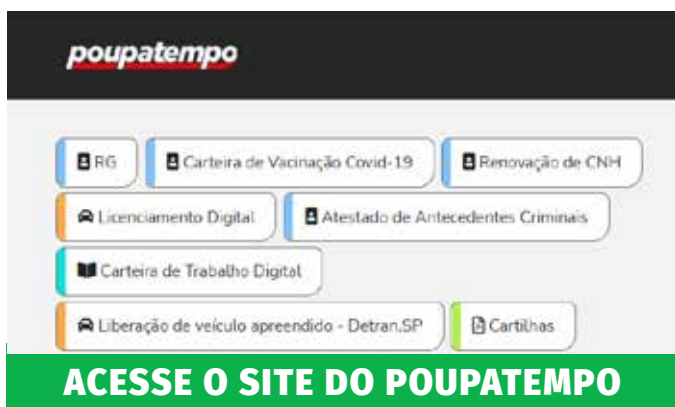 poupatempo
RG Carteira de Vacinação Covid-19 Renovação de CNH
Licenciamento Digital Atestado de Antecedentes Criminais
Carteira de Trabalho Digital
Liberação de veículo apreendido - Detran.SP Cartilhas
ACESSE O SITE DO POUPATEMPO